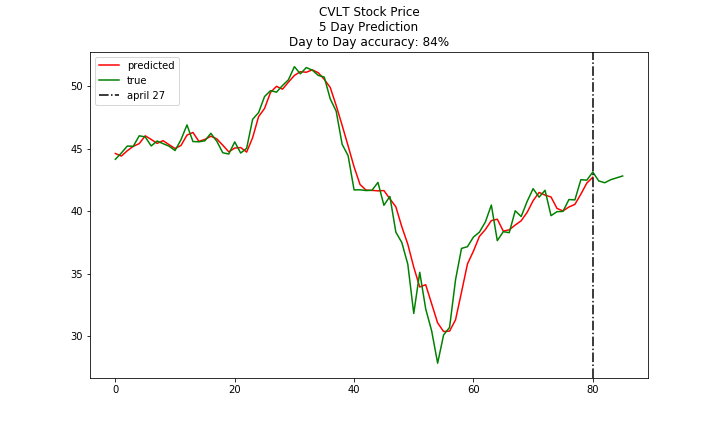 CVLT Stock Price
5 Day Prediction
Day to Day accuracy: 84%
predicted
true
april 27
50
45
40
35
30
0 20 40 60 80